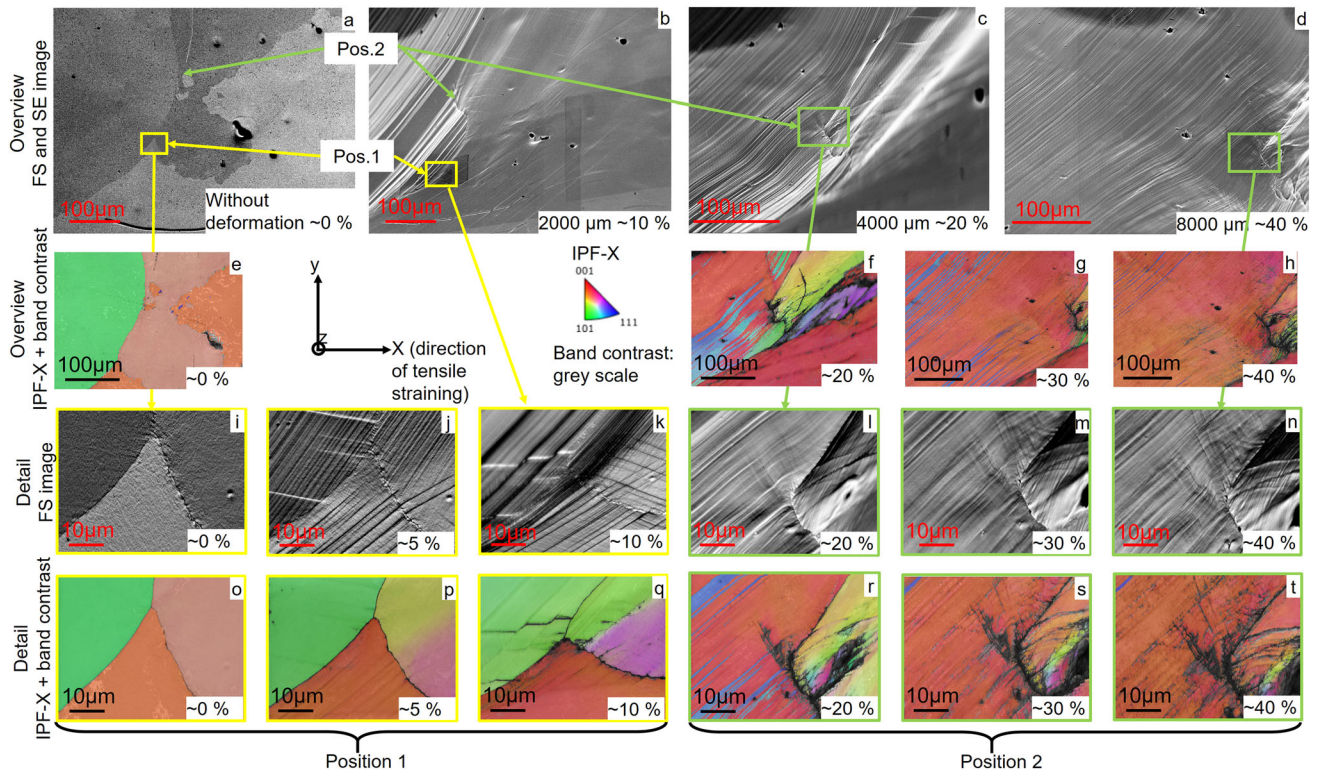 Overview
FS and SE image
a
b
c
d
Pos.2
Pos.1
100µm
Without
deformation ~0 %
100µm
2000 µm ~10 %
100µm
4000 µm ~20 %
100µm
8000 µm ~40 %
Overview
IPF-X + band contrast
e
100µm
~0 %
y
z
X (direction
of tensile
straining)
IPF-X
001
101
111
Band contrast:
grey scale
f
100µm
~20 %
g
100µm
~30 %
h
100µm
~40 %
Detail
FS image
i
10µm
~0 %
j
10µm
~5 %
k
10µm
~10 %
l
10µm
~20 %
m
10µm
~30 %
n
10µm
~40 %
Detail
IPF-X + band contrast
o
10µm
~0 %
p
10µm
~5 %
q
10µm
~10 %
r
10µm
~20 %
s
10µm
~30 %
t
10µm
~40 %
Position 1
Position 2